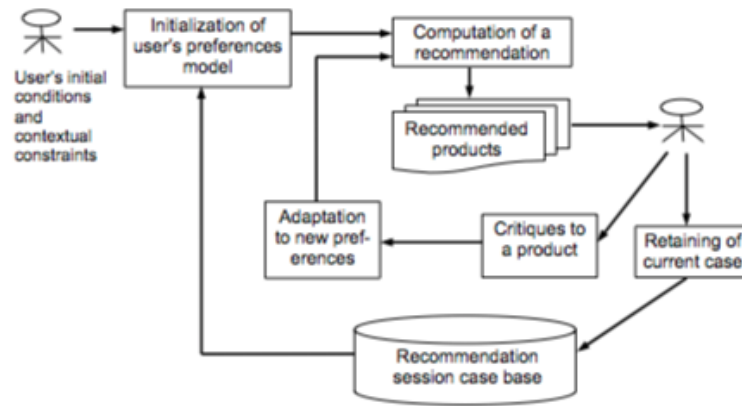 Initialization of
user's preferences
model
Computation of a
recommendation
User's initial
conditions
and
contextual
constraints
Recommended
products
Adaptation
to new pref-
erences
Critiques to
a product
Retaining of
current case
Recommendation
session case base